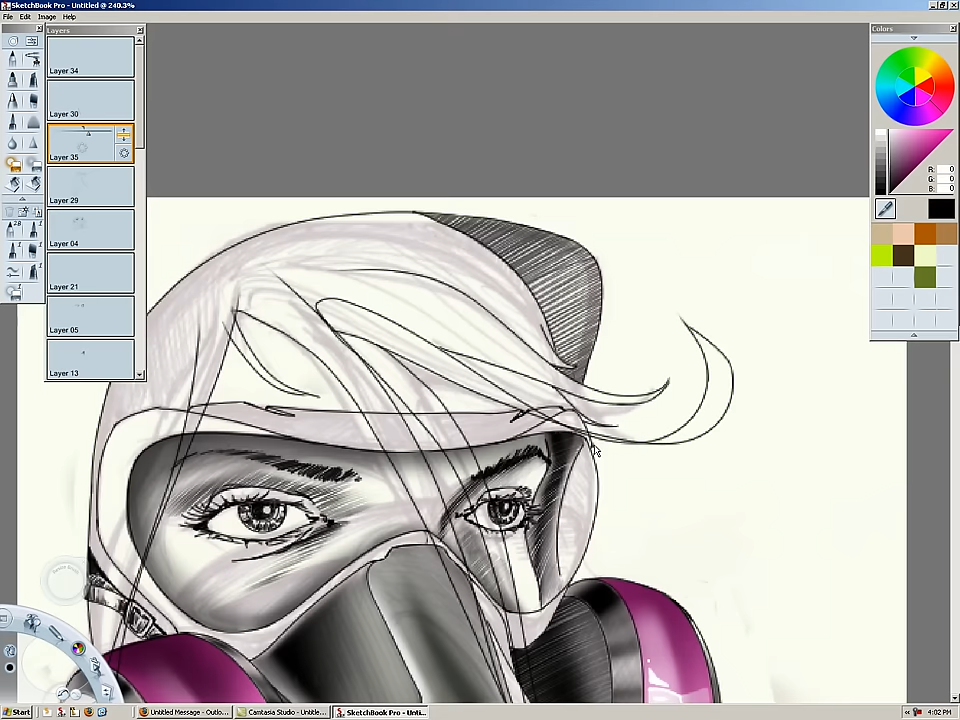 SketchBook Pro - Untitled @ 240.3%
File Edit Image Help
Layers
Layer 34
Layer 30
Layer 35
Layer 29
Layer 04
Layer 21
Layer 05
Layer 13
Colors
R: 0
G: 0
B: 0
Start
Untitled Message - Outlo...
Camtasia Studio - Untitle...
SketchBook Pro - Unti...
4:02 PM